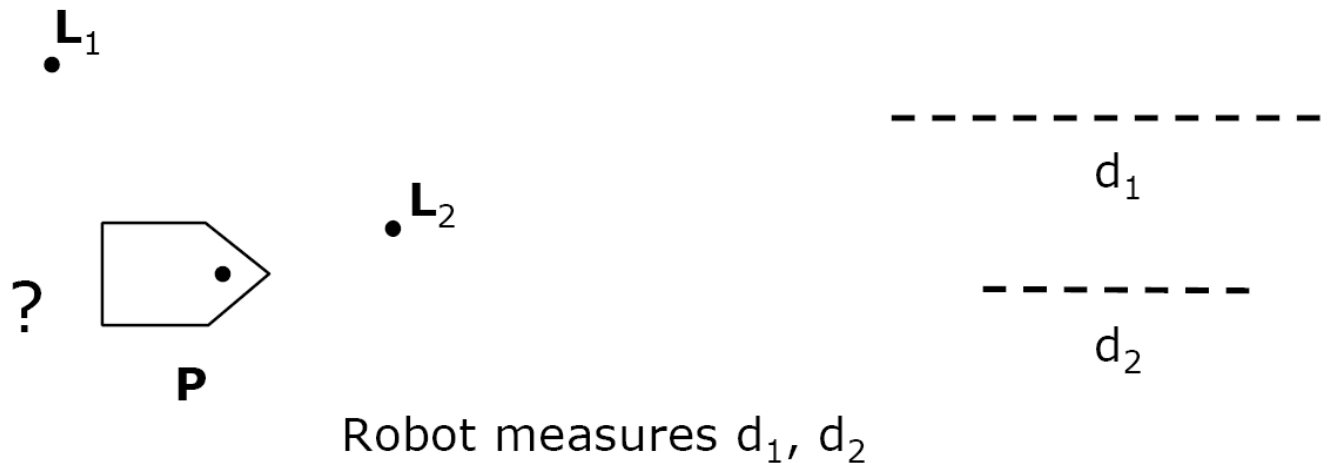 L₁
d₁
L₂
?
d₂
P
Robot measures d₁, d₂